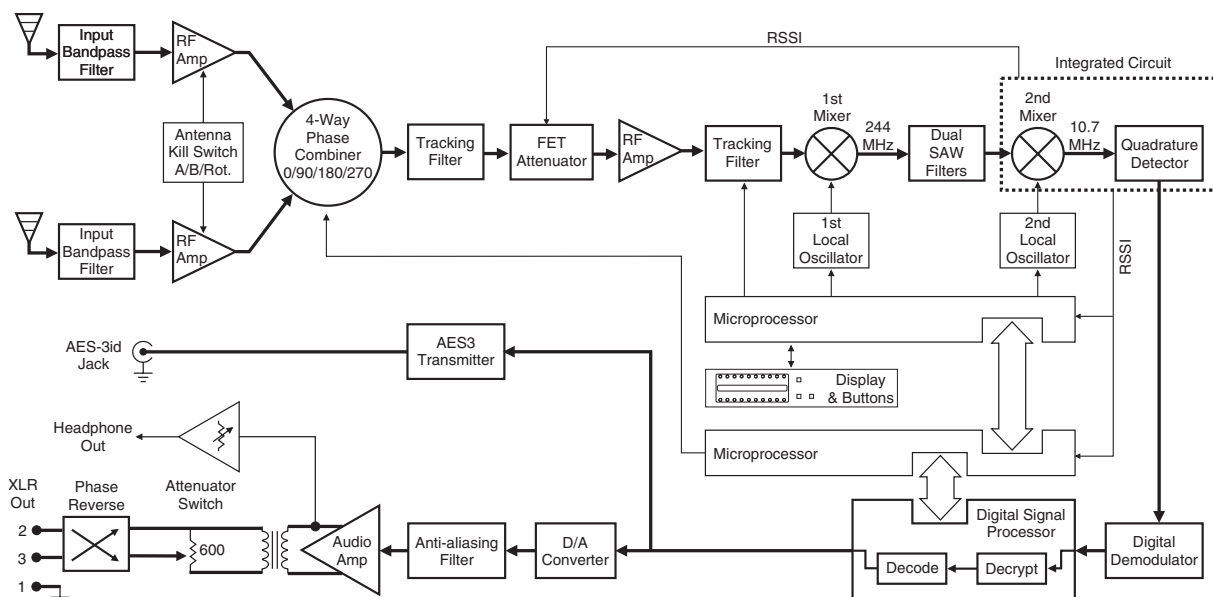 Input
Bandpass
Filter
RF
Amp
Antenna
Kill Switch
A/B/Rot.
Input
Bandpass
Filter
RF
Amp
4-Way
Phase
Combiner
0/90/180/270
Tracking
Filter
FET
Attenuator
RF
Amp
Tracking
Filter
RSSI
1st
Mixer
244
MHz
Dual
SAW
Filters
Integrated Circuit
2nd
Mixer
10.7
MHz
Quadrature
Detector
1st
Local
Oscillator
2nd
Local
Oscillator
RSSI
Microprocessor
Display
& Buttons
Microprocessor
AES-3id
Jack
AES3
Transmitter
Headphone
Out
XLR
Out
2
3
1
Phase
Reverse
Attenuator
Switch
600
Audio
Amp
Anti-aliasing
Filter
D/A
Converter
Digital Signal
Processor
Decode
Decrypt
Digital
Demodulator